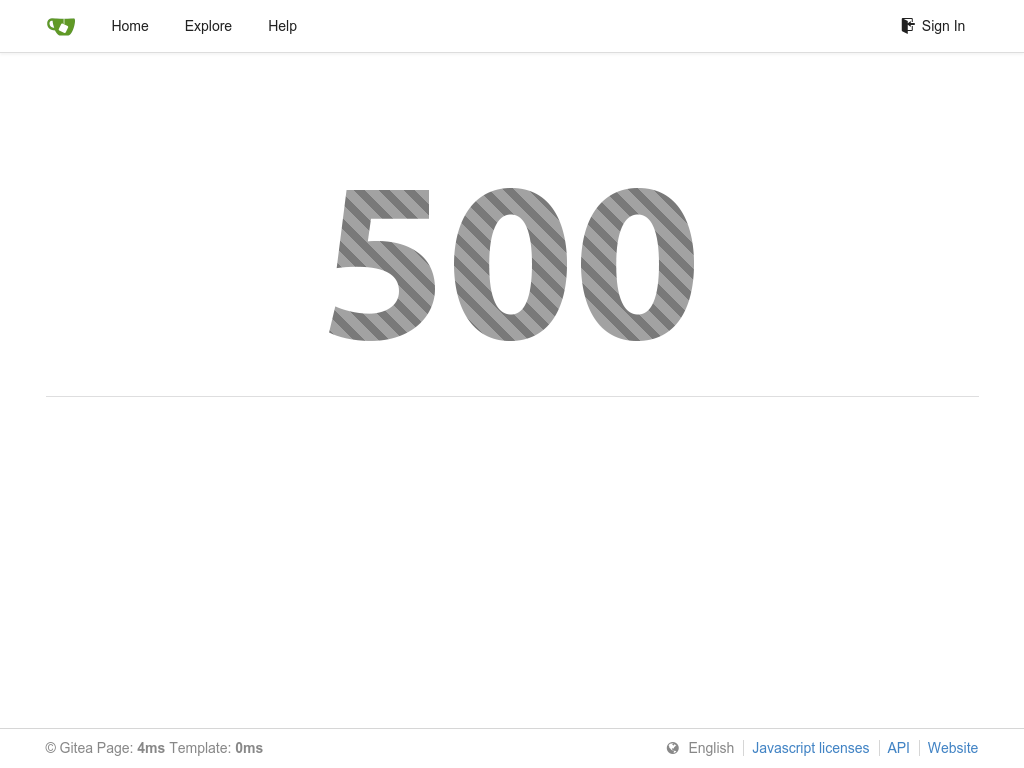 Home Explore Help Sign In
500
© Gitea Page: 4ms Template: 0ms English Javascript licenses API Website